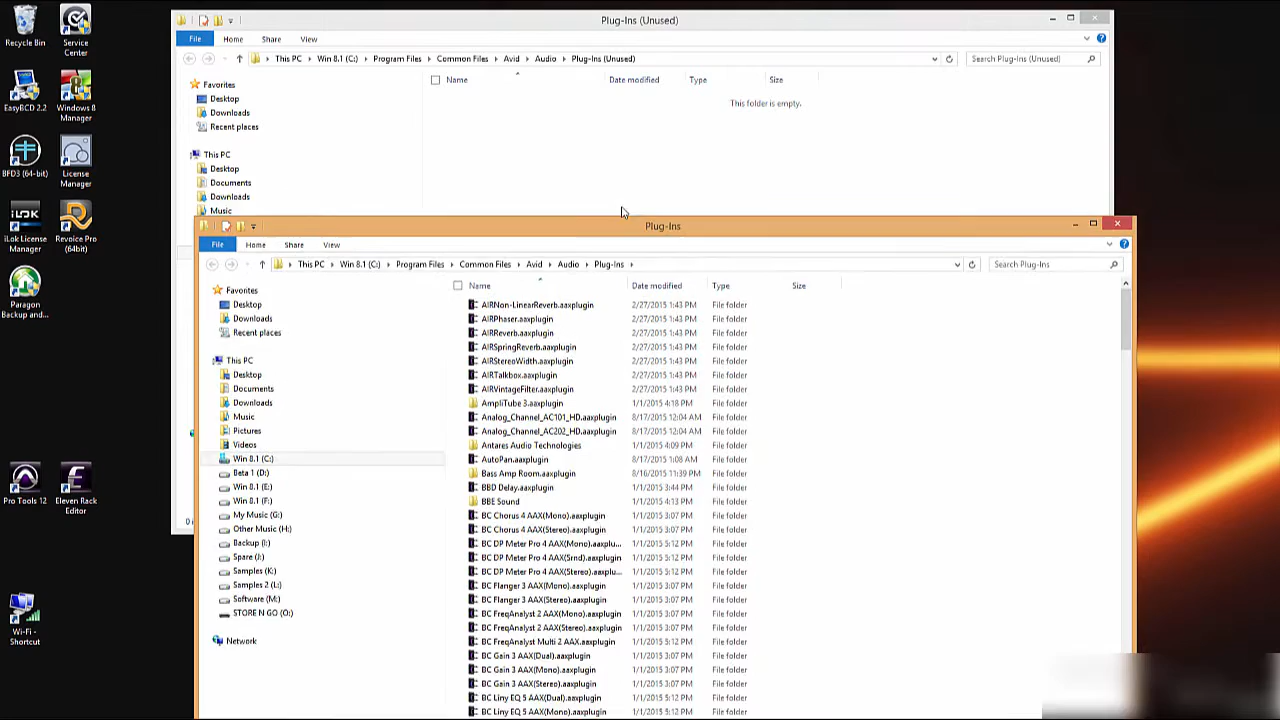 Recycle Bin
Service Center
EasyBCD 2.2
Windows 8 Manager
BFD3 (64-bit)
License Manager
iLok License Manager
Revoice Pro (64bit)
Paragon Backup and...
Pro Tools 12
Eleven Rack Editor
Wi-Fi - Shortcut
Plug-Ins (Unused)
File Home Share View
This PC Win 8.1 (C:) Program Files Common Files Avid Audio Plug-Ins (Unused) Search Plug-Ins (Unused)
Name Date modified Type Size
This folder is empty.
Favorites
Desktop
Downloads
Recent places
This PC
Desktop
Documents
Downloads
Music
Plug-Ins
File Home Share View
This PC Win 8.1 (C:) Program Files Common Files Avid Audio Plug-Ins Search Plug-Ins
Favorites
Desktop
Downloads
Recent places
This PC
Desktop
Documents
Downloads
Music
Pictures
Videos
Win 8.1 (C:)
Beta 1 (D:)
Win 8.1 (E:)
Win 8.1 (F:)
My Music (G:)
Other Music (H:)
Backup (I:)
Spare (J:)
Samples (K:)
Samples 2 (L:)
Software (M:)
STORE N GO (O:)
Network
Name Date modified Type Size
AIRNon-LinearReverb.aaxplugin 2/27/2015 1:43 PM File folder
AIRPhaser.aaxplugin 2/27/2015 1:43 PM File folder
AIRReverb.aaxplugin 2/27/2015 1:43 PM File folder
AIRSpringReverb.aaxplugin 2/27/2015 1:43 PM File folder
AIRStereoWidth.aaxplugin 2/27/2015 1:43 PM File folder
AIRTalkbox.aaxplugin 2/27/2015 1:43 PM File folder
AIRVintageFilter.aaxplugin 2/27/2015 1:43 PM File folder
AmpliTube 3.aaxplugin 1/1/2015 4:18 PM File folder
Analog_Channel_AC101_HD.aaxplugin 8/17/2015 12:04 AM File folder
Analog_Channel_AC202_HD.aaxplugin 8/17/2015 12:04 AM File folder
Antares Audio Technologies 1/1/2015 4:09 PM File folder
AutoPan.aaxplugin 8/17/2015 1:08 AM File folder
Bass Amp Room.aaxplugin 8/16/2015 11:39 PM File folder
BBD Delay.aaxplugin 1/1/2015 3:44 PM File folder
BBE Sound 1/1/2015 4:13 PM File folder
BC Chorus 4 AAX(Mono).aaxplugin 1/1/2015 3:07 PM File folder
BC Chorus 4 AAX(Stereo).aaxplugin 1/1/2015 3:07 PM File folder
BC DP Meter Pro 4 AAX(Mono).aaxplu... 1/1/2015 5:12 PM File folder
BC DP Meter Pro 4 AAX(Srnd).aaxplugin 1/1/2015 5:12 PM File folder
BC DP Meter Pro 4 AAX(Stereo).aaxplu... 1/1/2015 5:12 PM File folder
BC Flanger 3 AAX(Mono).aaxplugin 1/1/2015 3:07 PM File folder
BC Flanger 3 AAX(Stereo).aaxplugin 1/1/2015 3:07 PM File folder
BC FreqAnalyst 2 AAX(Mono).aaxplugin 1/1/2015 3:07 PM File folder
BC FreqAnalyst 2 AAX(Stereo).aaxplugin 1/1/2015 3:07 PM File folder
BC FreqAnalyst Multi 2 AAX.aaxplugin 1/1/2015 5:12 PM File folder
BC Gain 3 AAX(Dual).aaxplugin 1/1/2015 3:07 PM File folder
BC Gain 3 AAX(Mono).aaxplugin 1/1/2015 3:07 PM File folder
BC Gain 3 AAX(Stereo).aaxplugin 1/1/2015 3:07 PM File folder
BC Liny EQ 5 AAX(Dual).aaxplugin 1/1/2015 5:12 PM File folder
BC Liny EQ 5 AAX(Mono).aaxplugin 1/1/2015 5:12 PM File folder